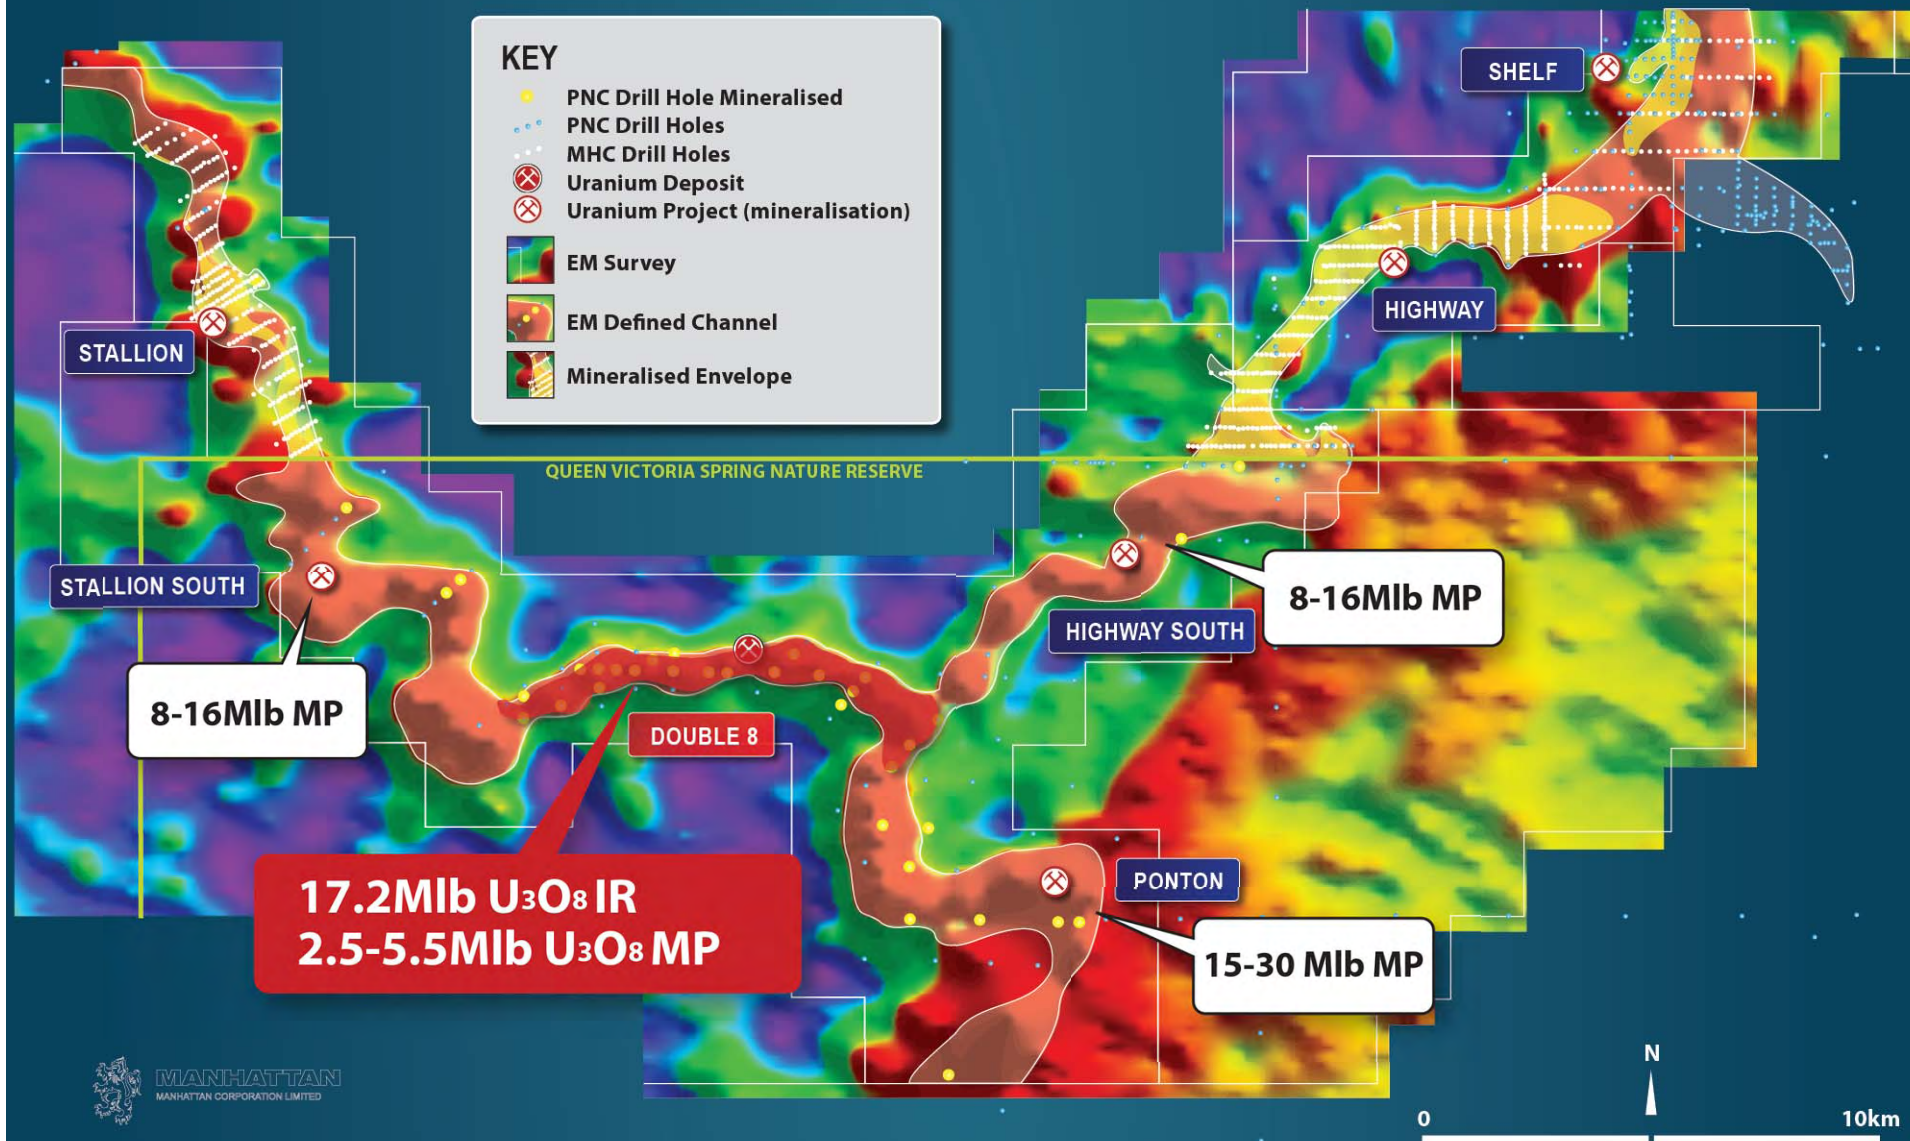 KEY
PNC Drill Hole Mineralised
PNC Drill Holes
MHC Drill Holes
Uranium Deposit
Uranium Project (mineralisation)
EM Survey
EM Defined Channel
Mineralised Envelope
SHELF
HIGHWAY
STALLION
QUEEN VICTORIA SPRING NATURE RESERVE
STALLION SOUTH
8-16Mlb MP
HIGHWAY SOUTH
8-16Mlb MP
DOUBLE 8
17.2Mlb U3O8 IR
2.5-5.5Mlb U3O8 MP
PONTON
15-30 Mlb MP
MANHATTAN
MANHATTAN CORPORATION LIMITED
N
0 10km